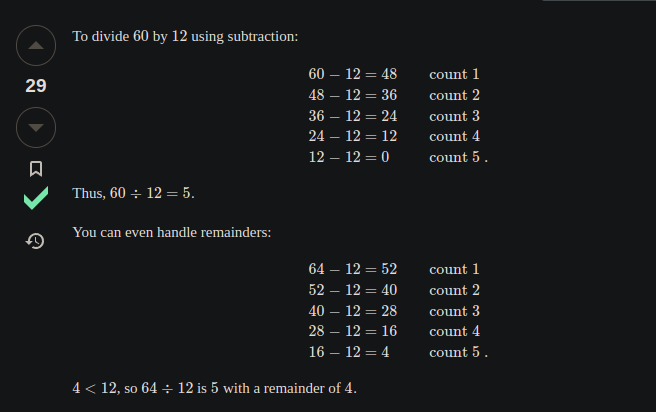 To divide 60 by 12 using subtraction:
60 − 12 = 48 count 1
48 − 12 = 36 count 2
36 − 12 = 24 count 3
24 − 12 = 12 count 4
12 − 12 = 0 count 5 .
29
Thus, 60 ÷ 12 = 5.
You can even handle remainders:
64 − 12 = 52 count 1
52 − 12 = 40 count 2
40 − 12 = 28 count 3
28 − 12 = 16 count 4
16 − 12 = 4 count 5 .
4 < 12, so 64 ÷ 12 is 5 with a remainder of 4.